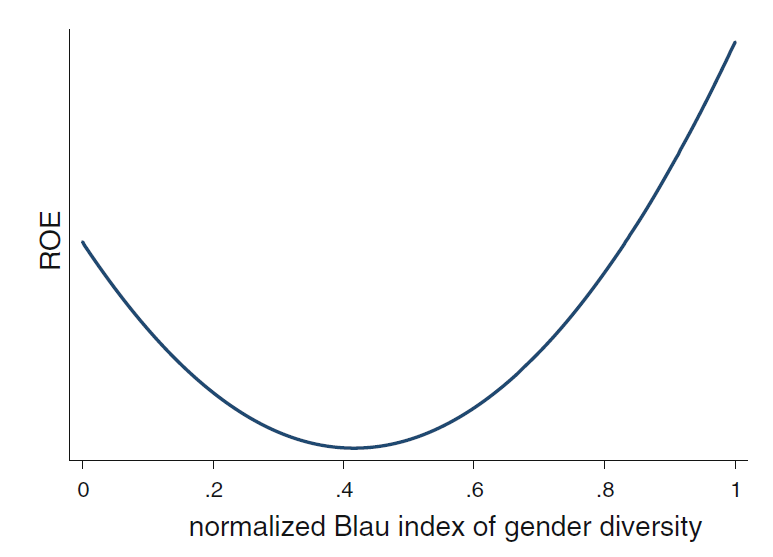 ROE
0 .2 .4 .6 .8 1
normalized Blau index of gender diversity